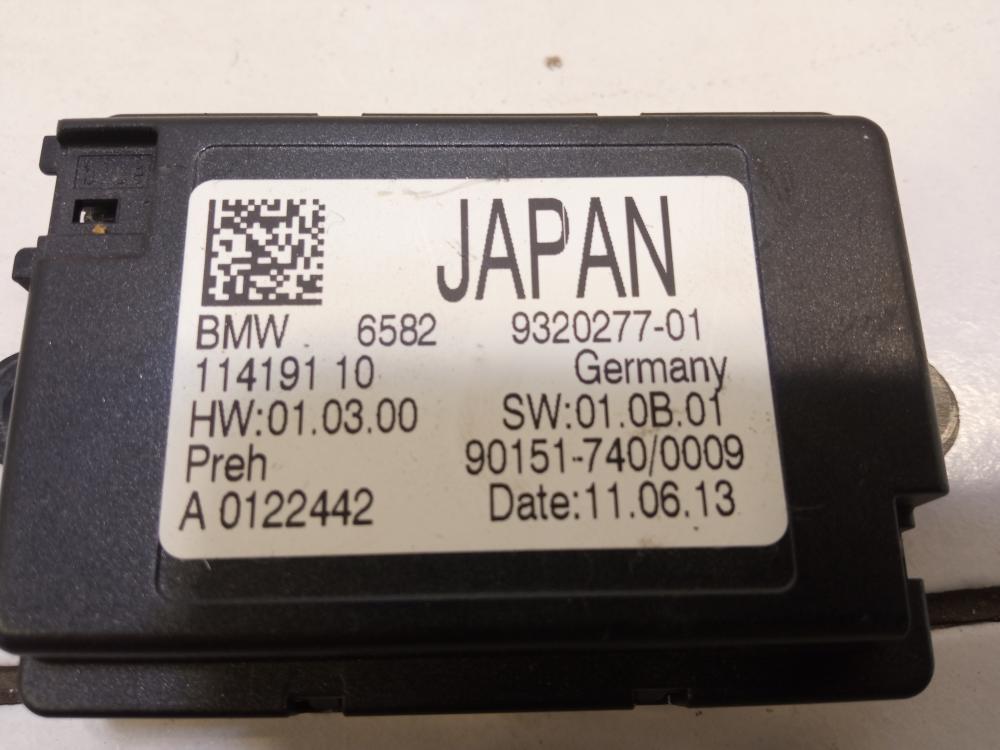 JAPAN
BMW 6582 9320277-01
114191 10 Germany
HW:01.03.00 SW:01.0B.01
Preh 90151-740/0009
A 0122442 Date:11.06.13